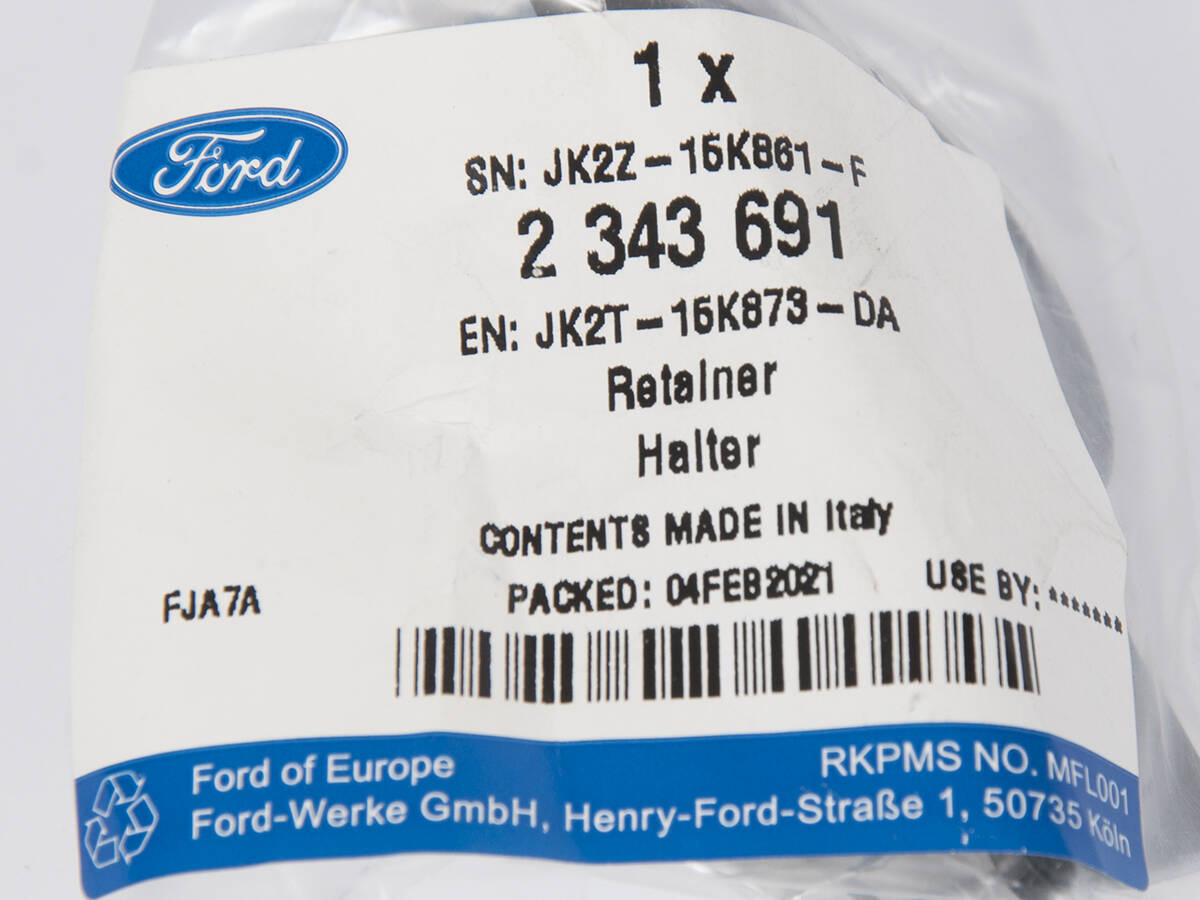 1 x
Ford
SN: JK2Z-15K861-F
2 343 691
EN: JK2T-15K873-DA
Retainer
Halter
CONTENTS MADE IN Italy
FJA7A
PACKED: 04FEB2021
USE BY: *******
Ford of Europe
RKPMS NO. MFL001
Ford-Werke GmbH, Henry-Ford-Straße 1, 50735 Köln